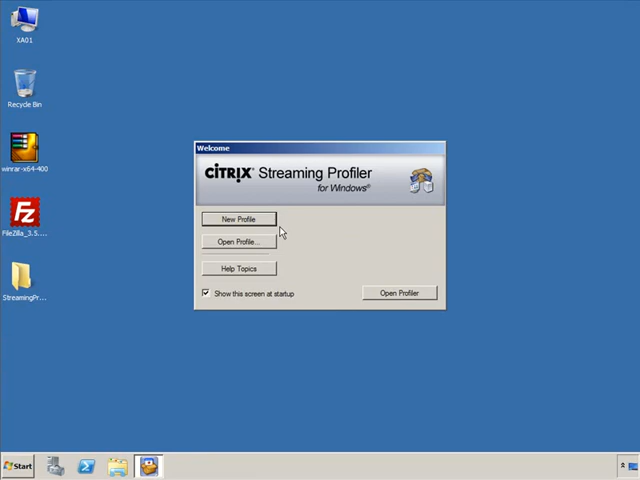 XA01
Recycle Bin
winrar-x64-400
FileZilla_3.5....
StreamingPr...
Welcome
CITRIX® Streaming Profiler
for Windows®
New Profile
Open Profile...
Help Topics
Show this screen at startup
Open Profiler
Start